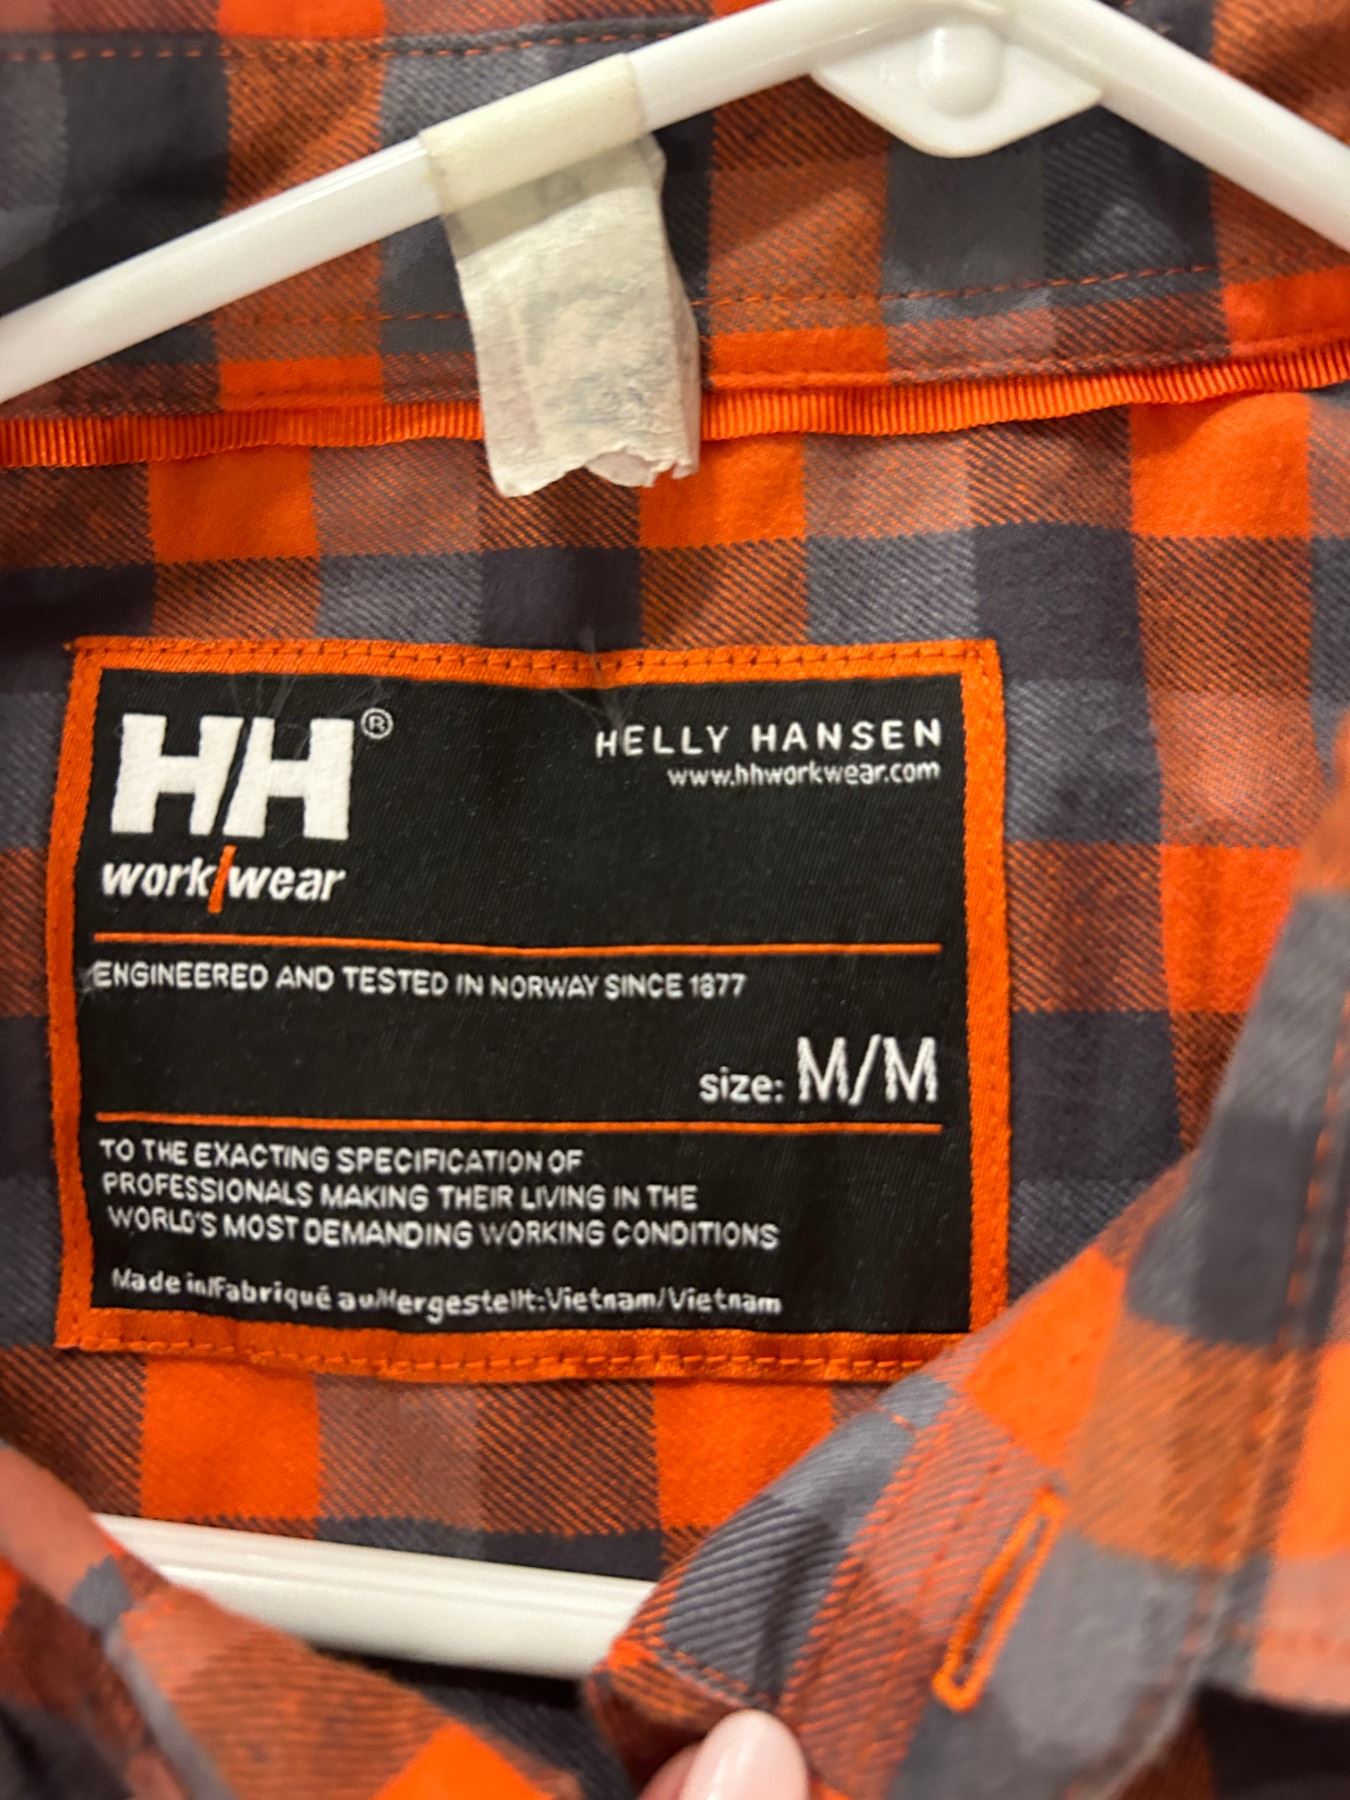 HH®
HELLY HANSEN
www.hhworkwear.com
work/wear
ENGINEERED AND TESTED IN NORWAY SINCE 1877
size: M/M
TO THE EXACTING SPECIFICATION OF
PROFESSIONALS MAKING THEIR LIVING IN THE
WORLD'S MOST DEMANDING WORKING CONDITIONS
Made in/Fabriqué au/Hergestellt:Vietnam/Vietnam